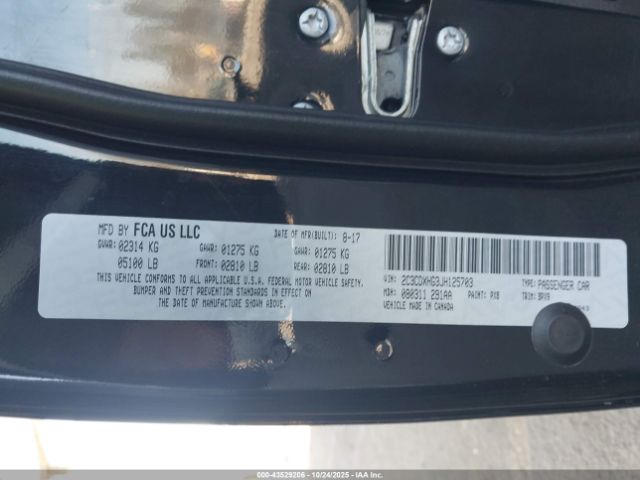 MFD BY FCA US LLC
DATE OF MFR(BUILT): 8-17
GVWR: 02314 KG GAWR: 01275 KG GAWR: 01275 KG
05100 LB FRONT: 02810 LB REAR: 02810 LB
THIS VEHICLE CONFORMS TO ALL APPLICABLE U.S.A. FEDERAL MOTOR VEHICLE SAFETY,
BUMPER AND THEFT PREVENTION STANDARDS IN EFFECT ON
THE DATE OF MANUFACTURE SHOWN ABOVE.
VIN: 2C3CDXHG3JH125703 TYPE: PASSENGER CAR
MDH: 080311 291AA PAINT: PX8 TRIM: BPX9
VEHICLE MADE IN CANADA
000-43529206 - 10/24/2025 - IAA Inc.